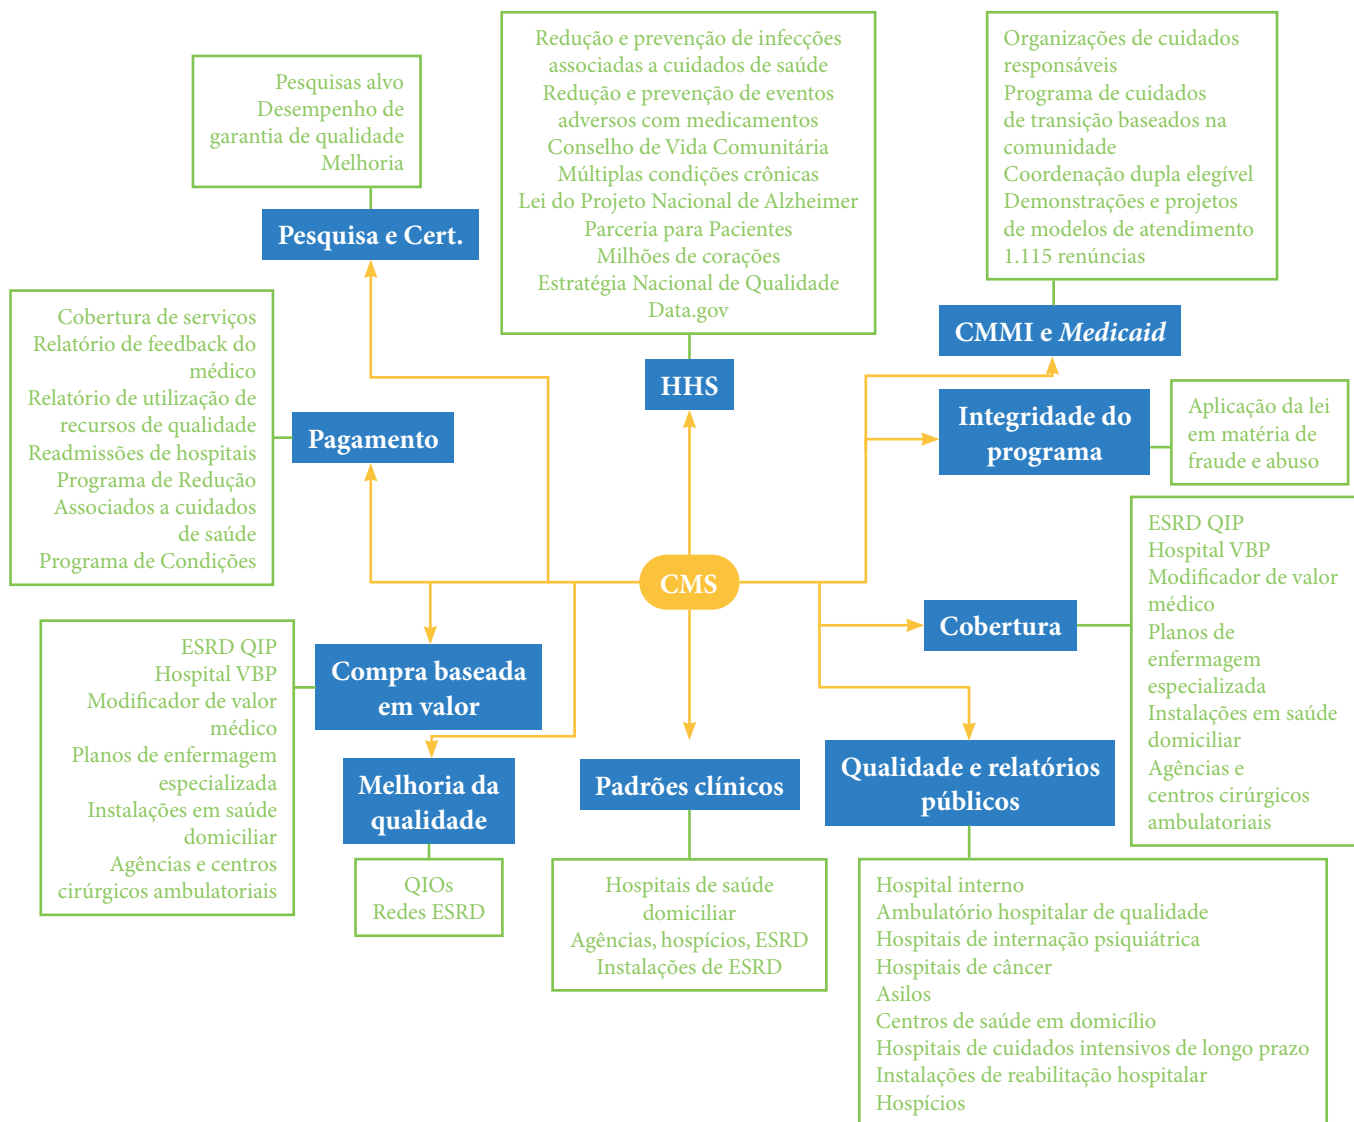 Pesquisas alvo
Desempenho de
garantia de qualidade
Melhoria
Pesquisa e Cert.
Redução e prevenção de infecções
associadas a cuidados de saúde
Redução e prevenção de eventos
adversos com medicamentos
Conselho de Vida Comunitária
Múltiplas condições crônicas
Lei do Projeto Nacional de Alzheimer
Parceria para Pacientes
Milhões de corações
Estratégia Nacional de Qualidade
Data.gov
HHS
Organizações de cuidados
responsáveis
Programa de cuidados
de transição baseados na
comunidade
Coordenação dupla elegível
Demonstrações e projetos
de modelos de atendimento
1.115 renúncias
CMMI e Medicaid
Cobertura de serviços
Relatório de feedback do
médico
Relatório de utilização de
recursos de qualidade
Readmissões de hospitais
Programa de Redução
Associados a cuidados
de saúde
Programa de Condições
Pagamento
Integridade do
programa
Aplicação da lei
em matéria de
fraude e abuso
CMS
Cobertura
ESRD QIP
Hospital VBP
Modificador de valor
médico
Planos de
enfermagem
especializada
Instalações em saúde
domiciliar
Agências e
centros cirúrgicos
ambulatoriais
ESRD QIP
Hospital VBP
Modificador de valor
médico
Planos de enfermagem
especializada
Instalações em saúde
domiciliar
Agências e centros
cirúrgicos ambulatoriais
Compra baseada
em valor
Melhoria da
qualidade
QIOs
Redes ESRD
Padrões clínicos
Hospitais de saúde
domiciliar
Agências, hospícios, ESRD
Instalações de ESRD
Qualidade e relatórios
públicos
Hospital interno
Ambulatório hospitalar de qualidade
Hospitais de internação psiquiátrica
Hospitais de câncer
Asilos
Centros de saúde em domicílio
Hospitais de cuidados intensivos de longo prazo
Instalações de reabilitação hospitalar
Hospícios